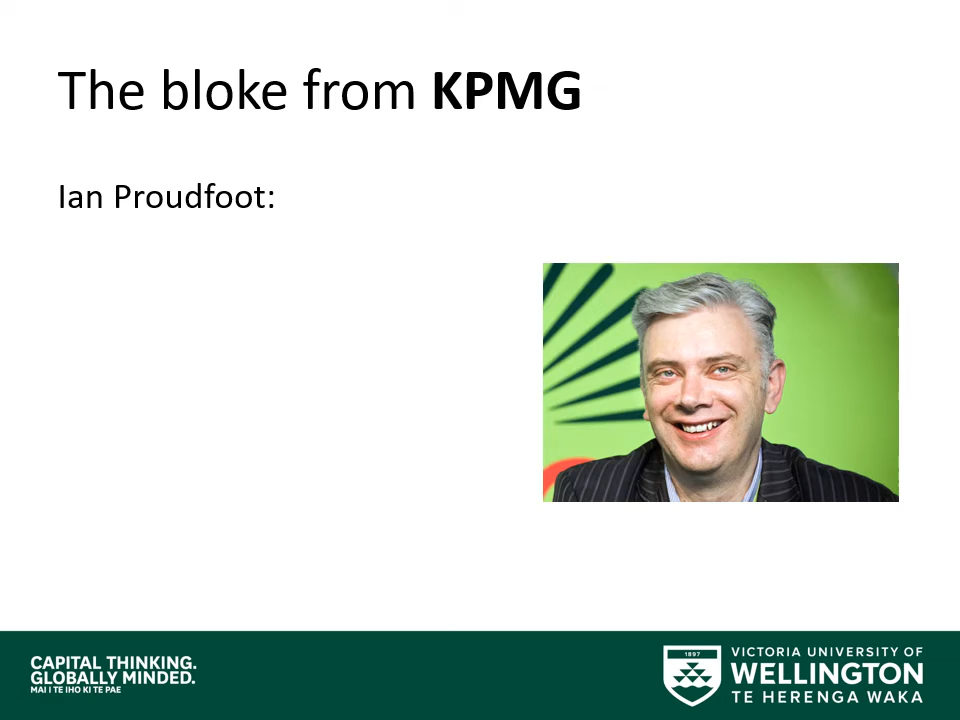 The bloke from KPMG
Ian Proudfoot:
CAPITAL THINKING.
GLOBALLY MINDED.
MAI I TE IHO KI TE PAE
1897
VICTORIA UNIVERSITY OF
WELLINGTON
TE HERENGA WAKA